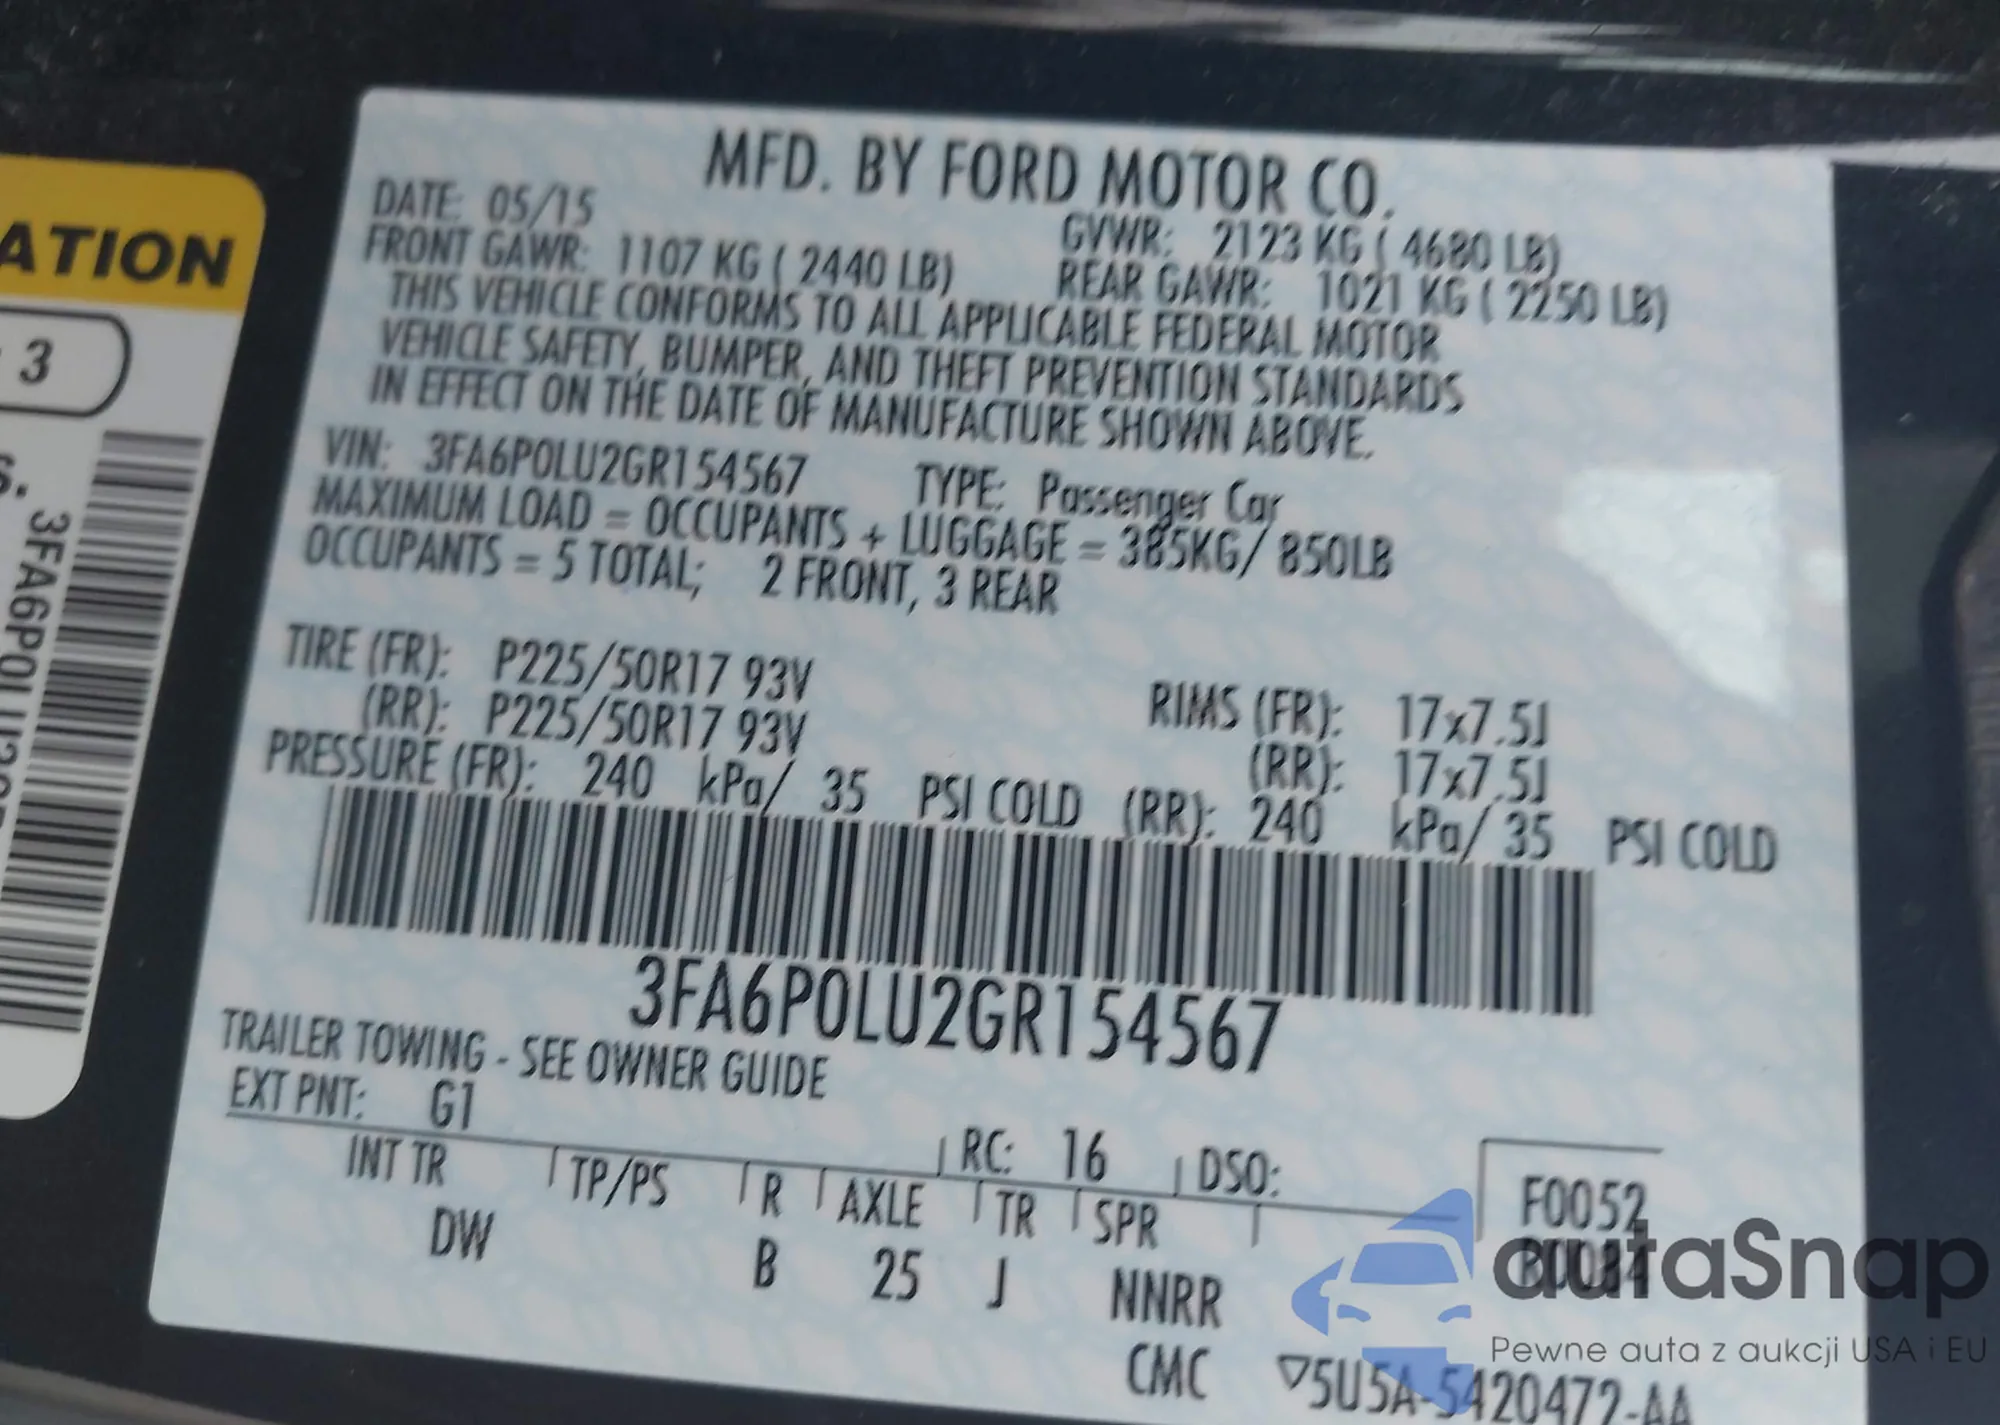 MFD. BY FORD MOTOR CO.
DATE: 05/15 GVWR: 2123 KG ( 4680 LB)
FRONT GAWR: 1107 KG ( 2440 LB) REAR GAWR: 1021 KG ( 2250 LB)
THIS VEHICLE CONFORMS TO ALL APPLICABLE FEDERAL MOTOR
VEHICLE SAFETY, BUMPER, AND THEFT PREVENTION STANDARDS
IN EFFECT ON THE DATE OF MANUFACTURE SHOWN ABOVE.
VIN: 3FA6P0LU2GR154567 TYPE: Passenger Car
MAXIMUM LOAD = OCCUPANTS + LUGGAGE = 385KG/ 850LB
OCCUPANTS = 5 TOTAL; 2 FRONT, 3 REAR
TIRE (FR): P225/50R17 93V RIMS (FR): 17x7.5J
(RR): P225/50R17 93V (RR): 17x7.5J
PRESSURE (FR): 240 kPa/ 35 PSI COLD (RR): 240 kPa/ 35 PSI COLD
3FA6P0LU2GR154567
TRAILER TOWING - SEE OWNER GUIDE
EXT PNT: G1 RC: 16 DSO:
INT TR TP/PS R AXLE TR SPR F0052
DW B 25 J NNRR
CMC ▽5U5A-5420472-AA
ATION
3
S.
autaSnap
Pewne auta z aukcji USA i EU